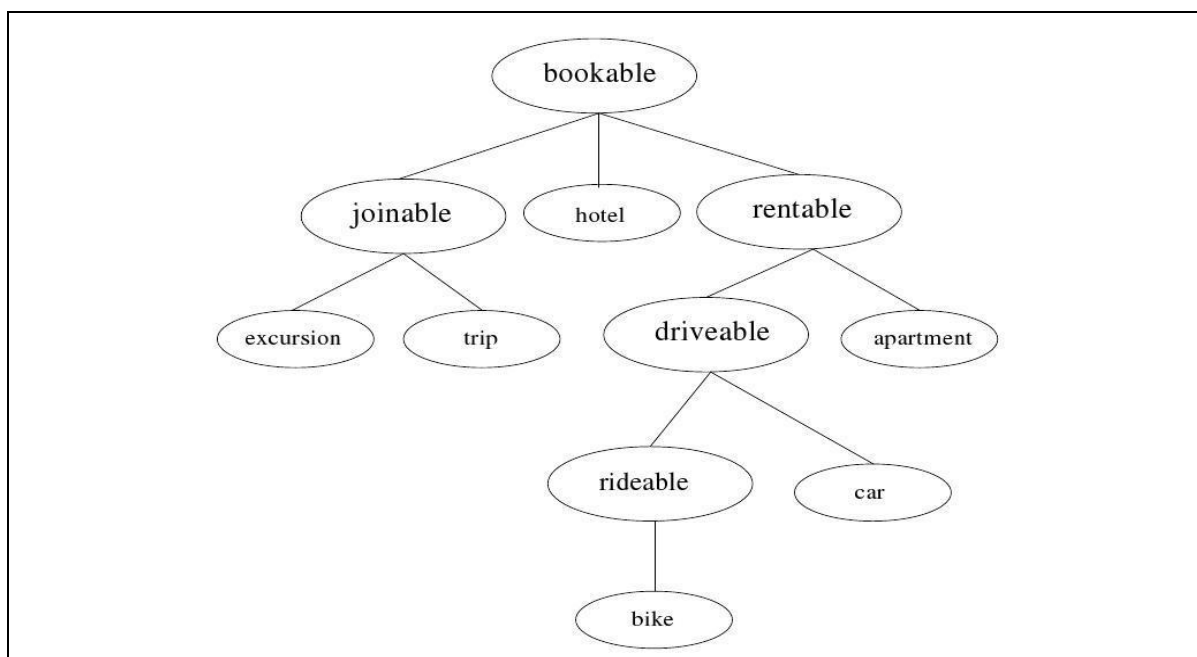 bookable
joinable
hotel
rentable
excursion
trip
driveable
apartment
rideable
car
bike